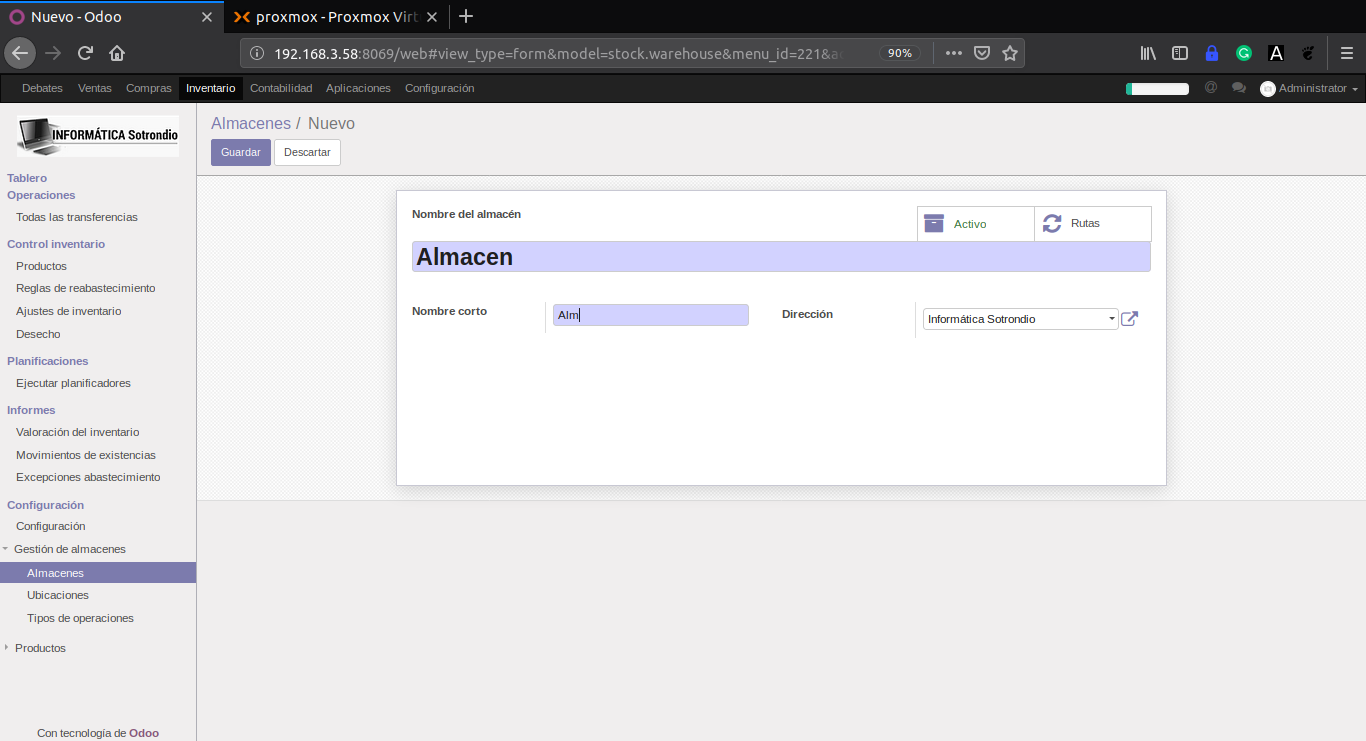 Nuevo - Odoo
proxmox - Proxmox Virt
192.168.3.58:8069/web#view_type=form&model=stock.warehouse&menu_id=221&a
90%
Debates Ventas Compras Inventario Contabilidad Aplicaciones Configuración
@ Administrator
INFORMÁTICA Sotrondio
Almacenes / Nuevo
Guardar Descartar
Tablero
Operaciones
Todas las transferencias
Control inventario
Productos
Reglas de reabastecimiento
Ajustes de inventario
Desecho
Planificaciones
Ejecutar planificadores
Informes
Valoración del inventario
Movimientos de existencias
Excepciones abastecimiento
Configuración
Configuración
Gestión de almacenes
Almacenes
Ubicaciones
Tipos de operaciones
Productos
Con tecnología de Odoo
Nombre del almacén
Activo
Rutas
Almacen
Nombre corto
Alm
Dirección
Informática Sotrondio